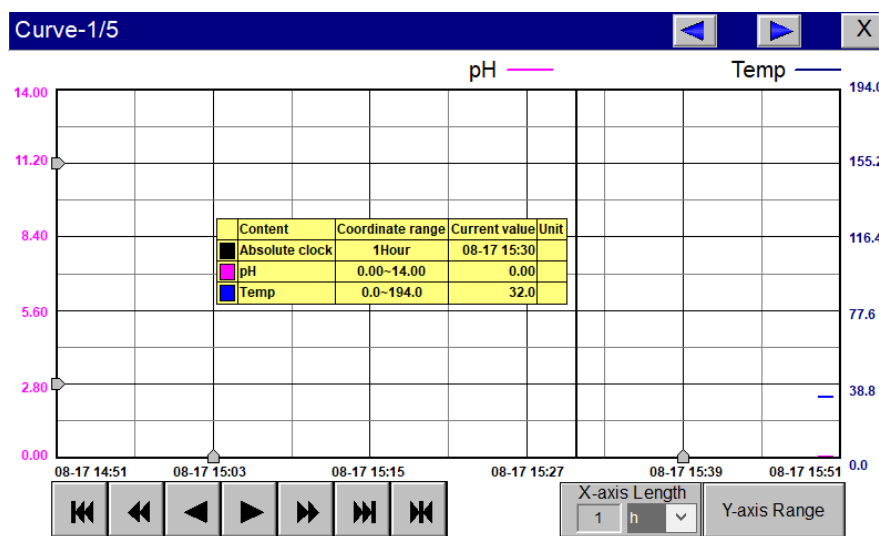 Curve-1/5
X
pH
Temp
14.00
11.20
8.40
5.60
2.80
0.00
194.0
155.2
116.4
77.6
38.8
0.0
Content Coordinate range Current value Unit
Absolute clock 1Hour 08-17 15:30
pH 0.00~14.00 0.00
Temp 0.0~194.0 32.0
08-17 14:51 08-17 15:03 08-17 15:15 08-17 15:27 08-17 15:39 08-17 15:51
X-axis Length
1 h
Y-axis Range